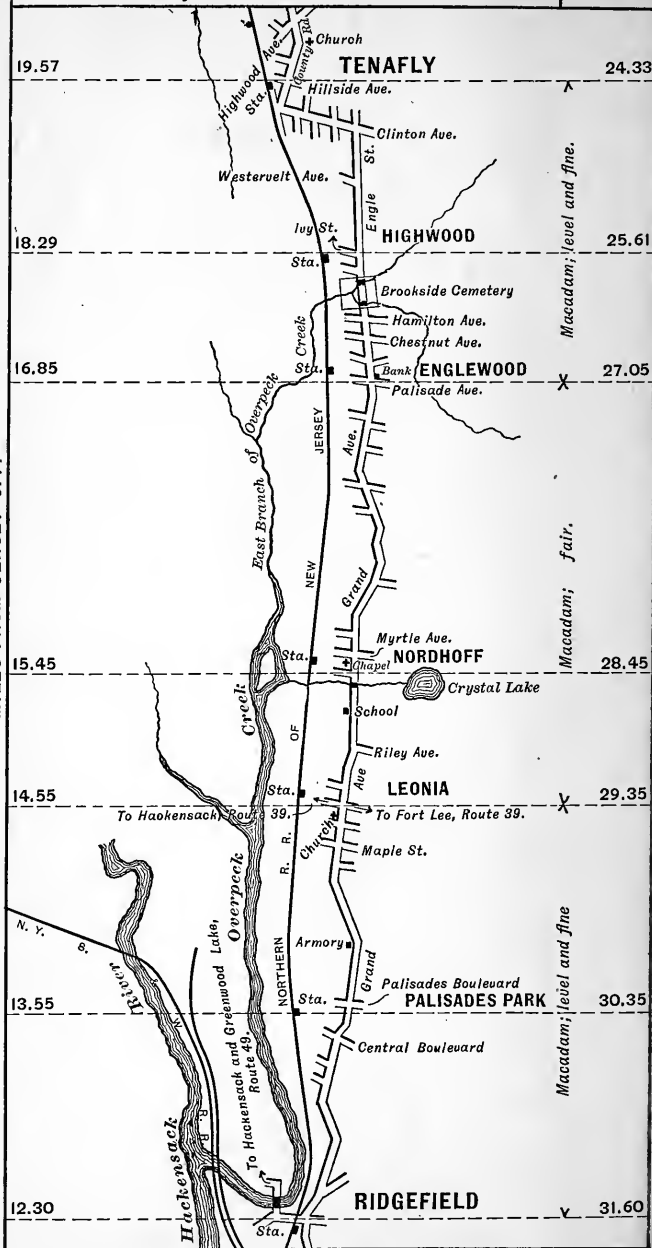 Church
Highwood Ave.
County Rd.
TENAFLY
19.57
24.33
Sta.
Hillside Ave.
Clinton Ave.
St.
Westervelt Ave.
Engle
Ivy St.
HIGHWOOD
18.29
25.61
Sta.
Macadam; level and fine.
Brookside Cemetery
Hamilton Ave.
Creek
Chestnut Ave.
Sta.
Bank
ENGLEWOOD
16.85
27.05
Palisade Ave.
East Branch of Overpeck
JERSEY
Ave.
NEW
Grand
Macadam; fair.
Myrtle Ave.
Sta.
Chapel
NORDHOFF
15.45
28.45
Crystal Lake
Creek
School
OF
Riley Ave.
Ave
Sta.
LEONIA
14.55
29.35
To Hackensack, Route 39.
To Fort Lee, Route 39.
Church
R. R.
Maple St.
Overpeck
N. Y.
B.
River
Armory
Grand
NORTHERN
Palisades Boulevard
Sta.
PALISADES PARK
13.55
30.35
Central Boulevard
Macadam; level and fine
To Hackensack and Greenwood Lake,
Route 49.
W.
R. R.
Hackensack
RIDGEFIELD
12.30
31.60
Sta.